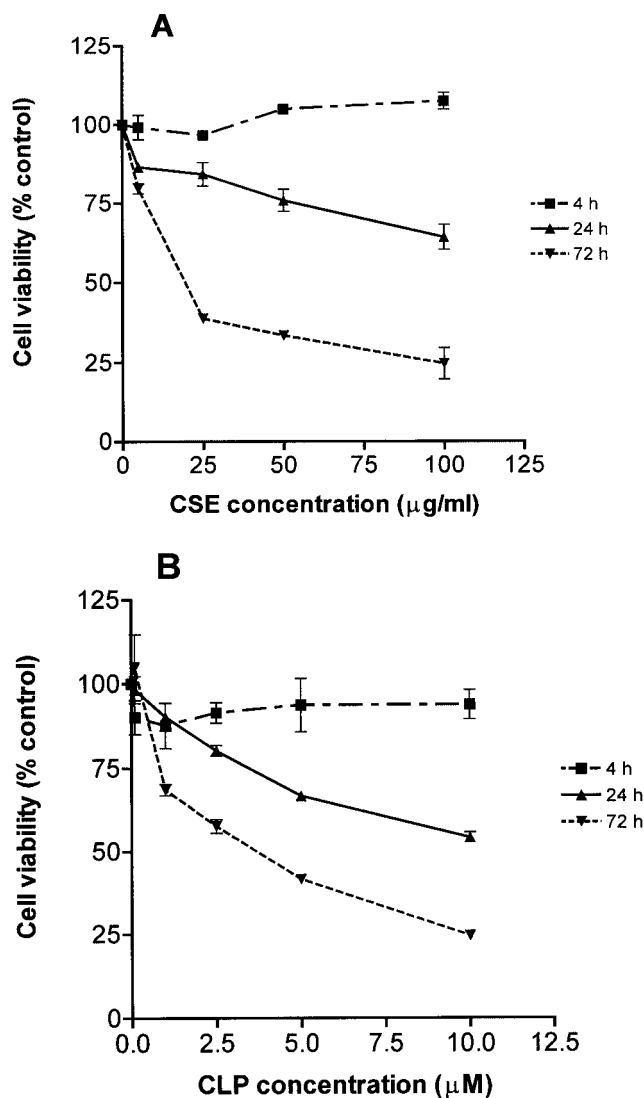 A
Cell viability (% control)
125
100
75
50
25
0
4 h
24 h
72 h
0
25
50
75
100
125
CSE concentration (μg/ml)
B
Cell viability (% control)
125
100
75
50
25
0
4 h
24 h
72 h
0.0
2.5
5.0
7.5
10.0
12.5
CLP concentration (μM)